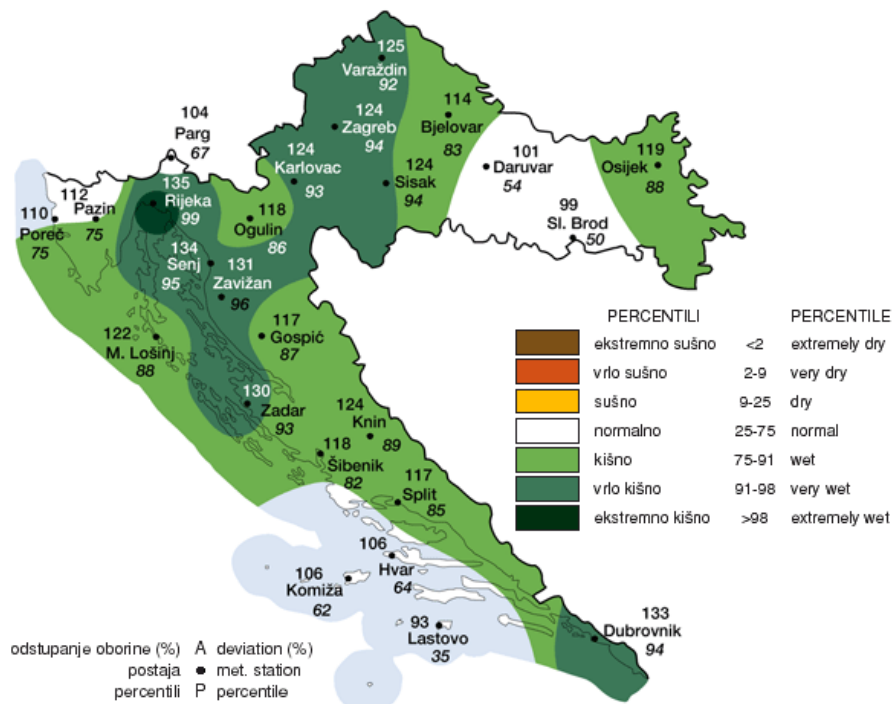 125
Varaždin
92
114
Bjelovar
83
104
Parg
67
124
Zagreb
94
124
Karlovac
93
124
Sisak
94
101
Daruvar
54
119
Osijek
88
99
Sl. Brod
50
135
Rijeka
99
112
Pazin
75
110
Poreč
75
118
Ogulin
86
134
Senj
95
131
Zavižan
96
122
M. Lošinj
88
117
Gospić
87
130
Zadar
93
124
Knin
89
118
Šibenik
82
117
Split
85
106
Hvar
64
106
Komiža
62
93
Lastovo
35
133
Dubrovnik
94
PERCENTILI PERCENTILE
ekstremno sušno <2 extremely dry
vrlo sušno 2-9 very dry
sušno 9-25 dry
normalno 25-75 normal
kišno 75-91 wet
vrlo kišno 91-98 very wet
ekstremno kišno >98 extremely wet
odstupanje oborine (%) A deviation (%)
postaja met. station
percentili P percentile